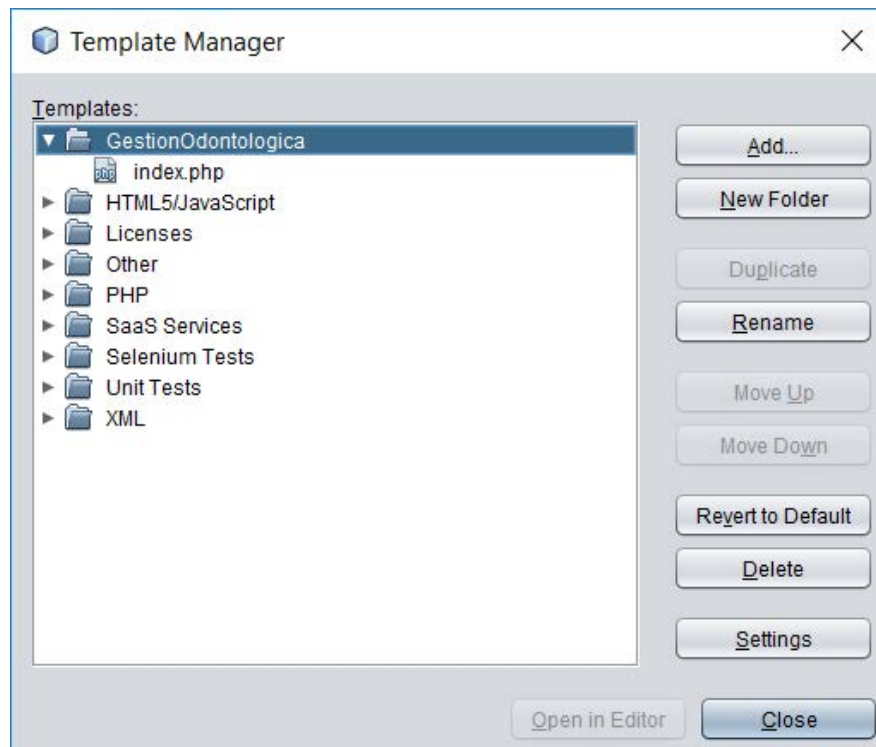 Template Manager
Templates:
GestionOdontologica
index.php
HTML5/JavaScript
Licenses
Other
PHP
SaaS Services
Selenium Tests
Unit Tests
XML
Add...
New Folder
Duplicate
Rename
Move Up
Move Down
Revert to Default
Delete
Settings
Open in Editor
Close